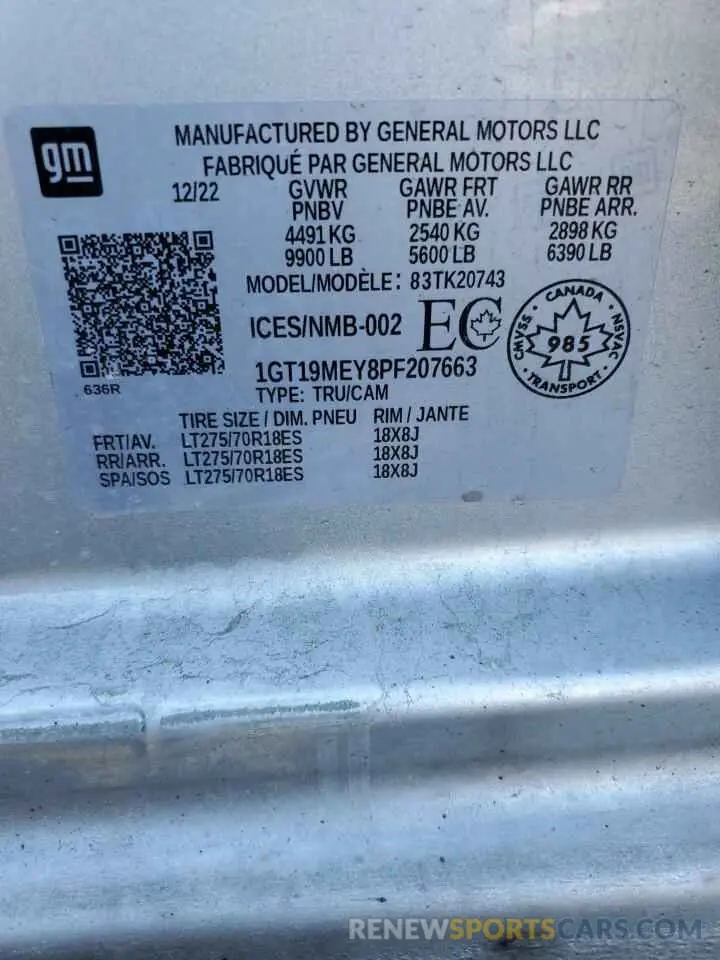 gm
MANUFACTURED BY GENERAL MOTORS LLC
FABRIQUÉ PAR GENERAL MOTORS LLC
12/22 GVWR GAWR FRT GAWR RR
PNBV PNBE AV. PNBE ARR.
4491 KG 2540 KG 2898 KG
9900 LB 5600 LB 6390 LB
MODEL/MODÈLE: 83TK20743
ICES/NMB-002 EC
CANADA
CMVSS 985 NSVAC
TRANSPORT
1GT19MEY8PF207663
636R
TYPE: TRU/CAM
TIRE SIZE / DIM. PNEU RIM / JANTE
FRT/AV. LT275/70R18ES 18X8J
RR/ARR. LT275/70R18ES 18X8J
SPA/SOS LT275/70R18ES 18X8J
RENEWSPORTSCARS.COM